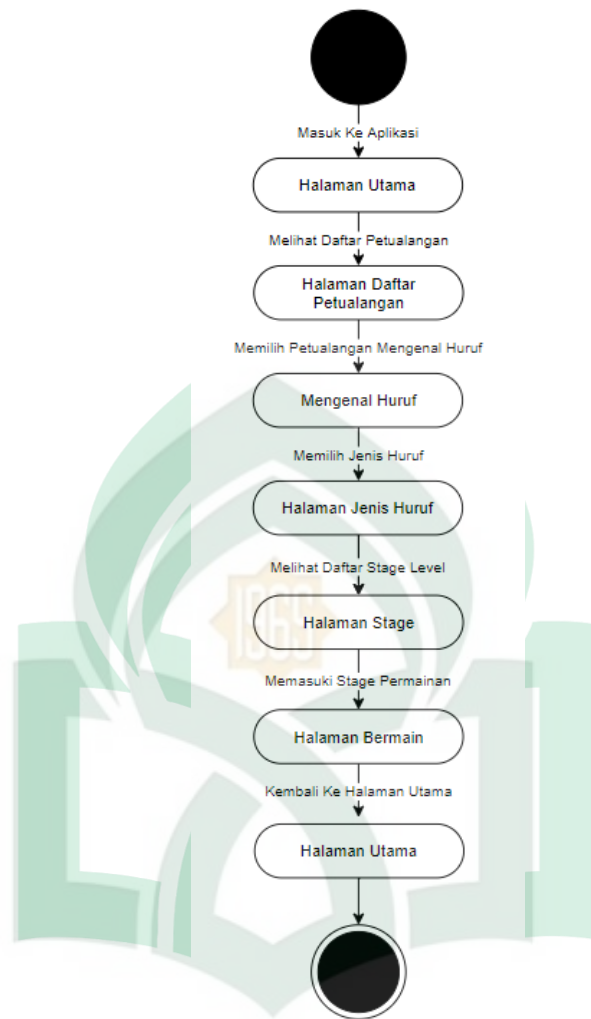 Masuk Ke Aplikasi
Halaman Utama
Melihat Daftar Petualangan
Halaman Daftar
Petualangan
Memilih Petualangan Mengenal Huruf
Mengenal Huruf
Memilih Jenis Huruf
Halaman Jenis Huruf
Melihat Daftar Stage Level
1965
Halaman Stage
Memasuki Stage Permainan
Halaman Bermain
Kembali Ke Halaman Utama
Halaman Utama